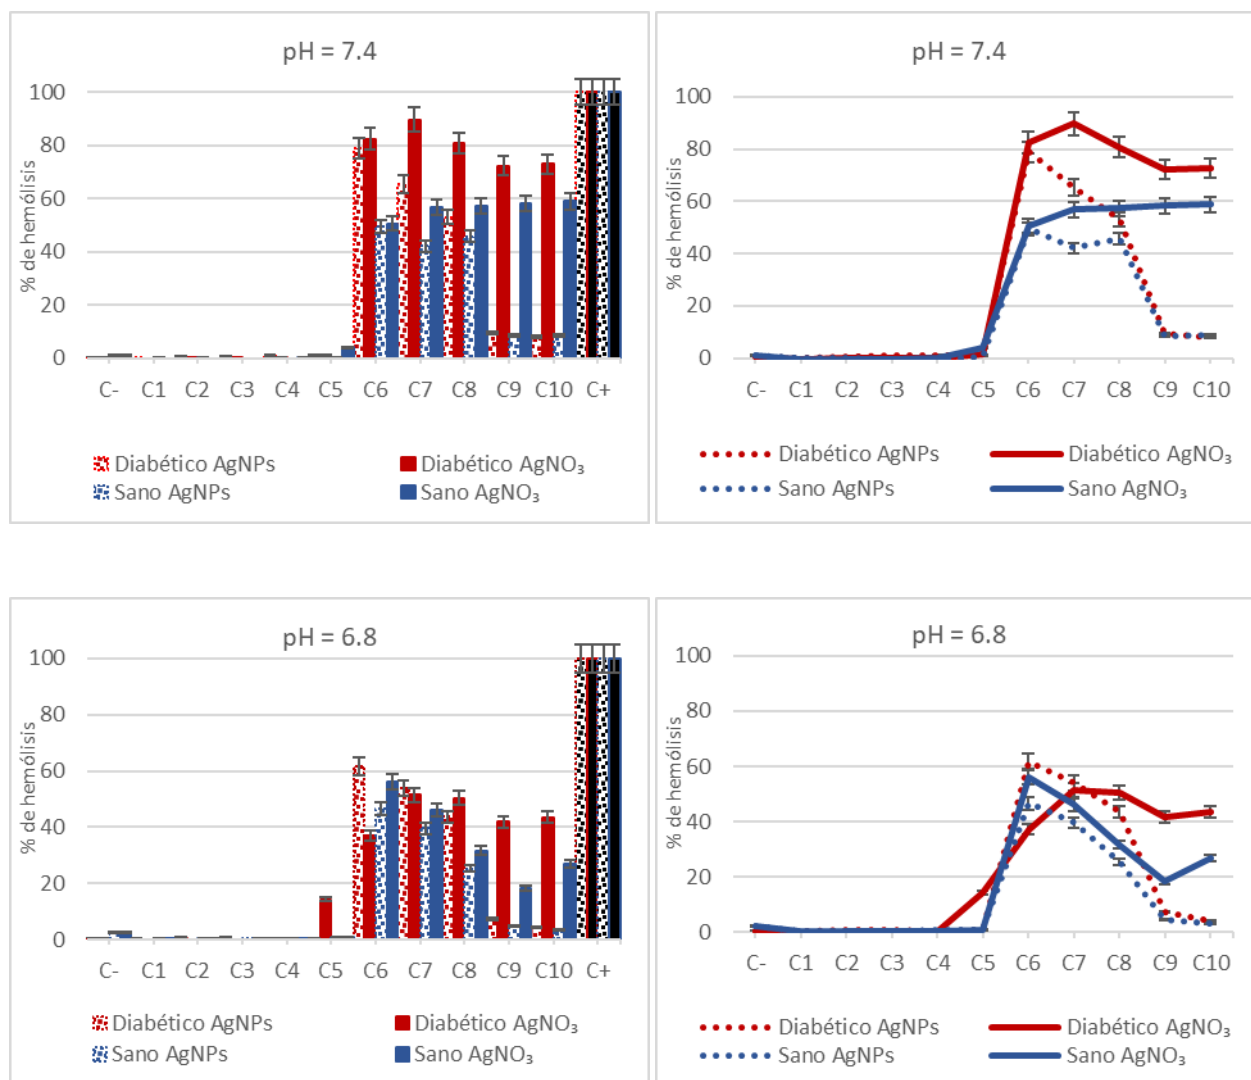 pH = 7.4
% de hemólisis
100
80
60
40
20
0
C- C1 C2 C3 C4 C5 C6 C7 C8 C9 C10 C+
Diabético AgNPs Diabético AgNO₃
Sano AgNPs Sano AgNO₃
pH = 7.4
% de hemólisis
100
80
60
40
20
0
C- C1 C2 C3 C4 C5 C6 C7 C8 C9 C10
Diabético AgNPs Diabético AgNO₃
Sano AgNPs Sano AgNO₃
pH = 6.8
% de hemólisis
100
80
60
40
20
0
C- C1 C2 C3 C4 C5 C6 C7 C8 C9 C10 C+
Diabético AgNPs Diabético AgNO₃
Sano AgNPs Sano AgNO₃
pH = 6.8
% de hemólisis
100
80
60
40
20
0
C- C1 C2 C3 C4 C5 C6 C7 C8 C9 C10
Diabético AgNPs Diabético AgNO₃
Sano AgNPs Sano AgNO₃